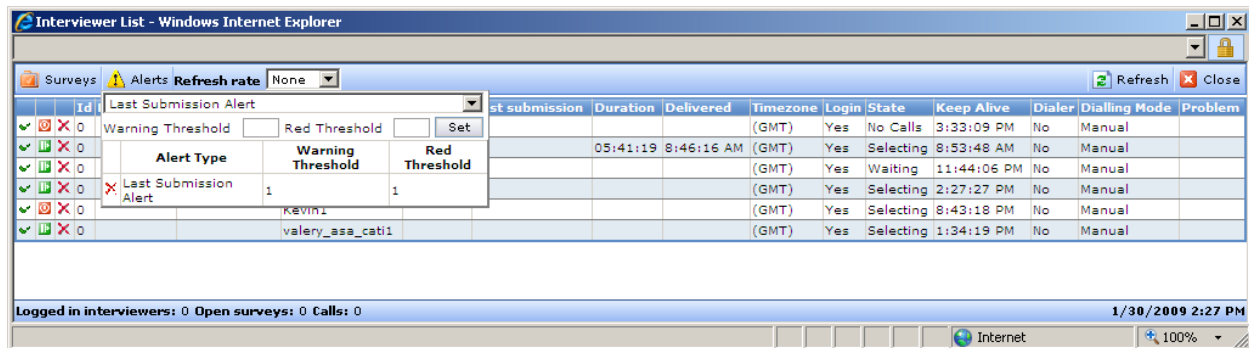 Interviewer List - Windows Internet Explorer
Surveys Alerts Refresh rate None Refresh Close
Last Submission Alert
Id st submission Duration Delivered Timezone Login State Keep Alive Dialer Dialling Mode Problem
Warning Threshold Red Threshold Set
0 (GMT) Yes No Calls 3:33:09 PM No Manual
Alert Type Warning Threshold Red Threshold
0 05:41:19 8:46:16 AM (GMT) Yes Selecting 8:53:48 AM No Manual
0 (GMT) Yes Waiting 11:44:06 PM No Manual
Last Submission Alert 1 1
0 (GMT) Yes Selecting 2:27:27 PM No Manual
0 Kevin1 (GMT) Yes Selecting 8:43:18 PM No Manual
0 valery_asa_cati1 (GMT) Yes Selecting 1:34:19 PM No Manual
Logged in interviewers: 0 Open surveys: 0 Calls: 0 1/30/2009 2:27 PM
Internet 100%